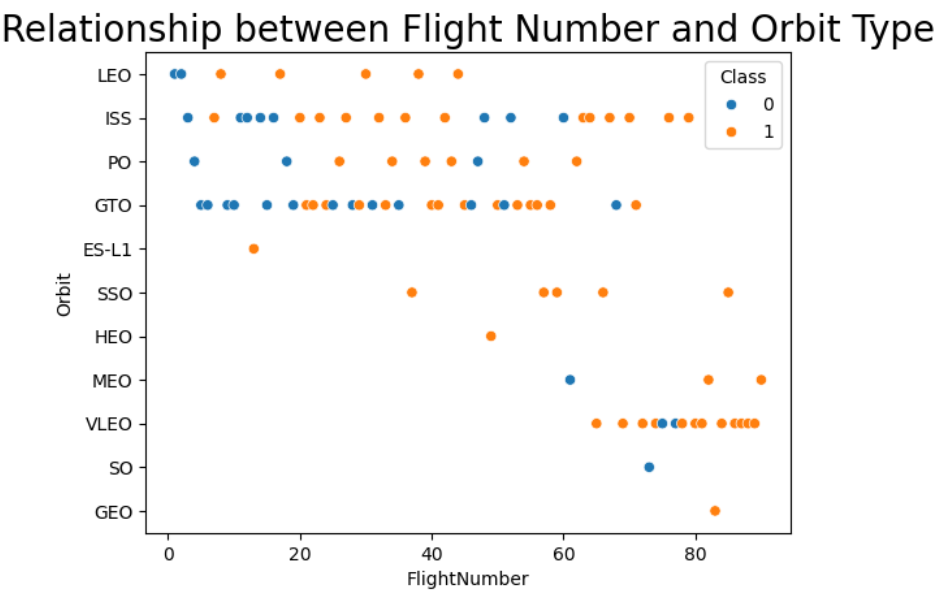 Relationship between Flight Number and Orbit Type
LEO
ISS
PO
GTO
ES-L1
SSO
HEO
MEO
VLEO
SO
GEO
Orbit
Class
0
1
0 20 40 60 80
FlightNumber